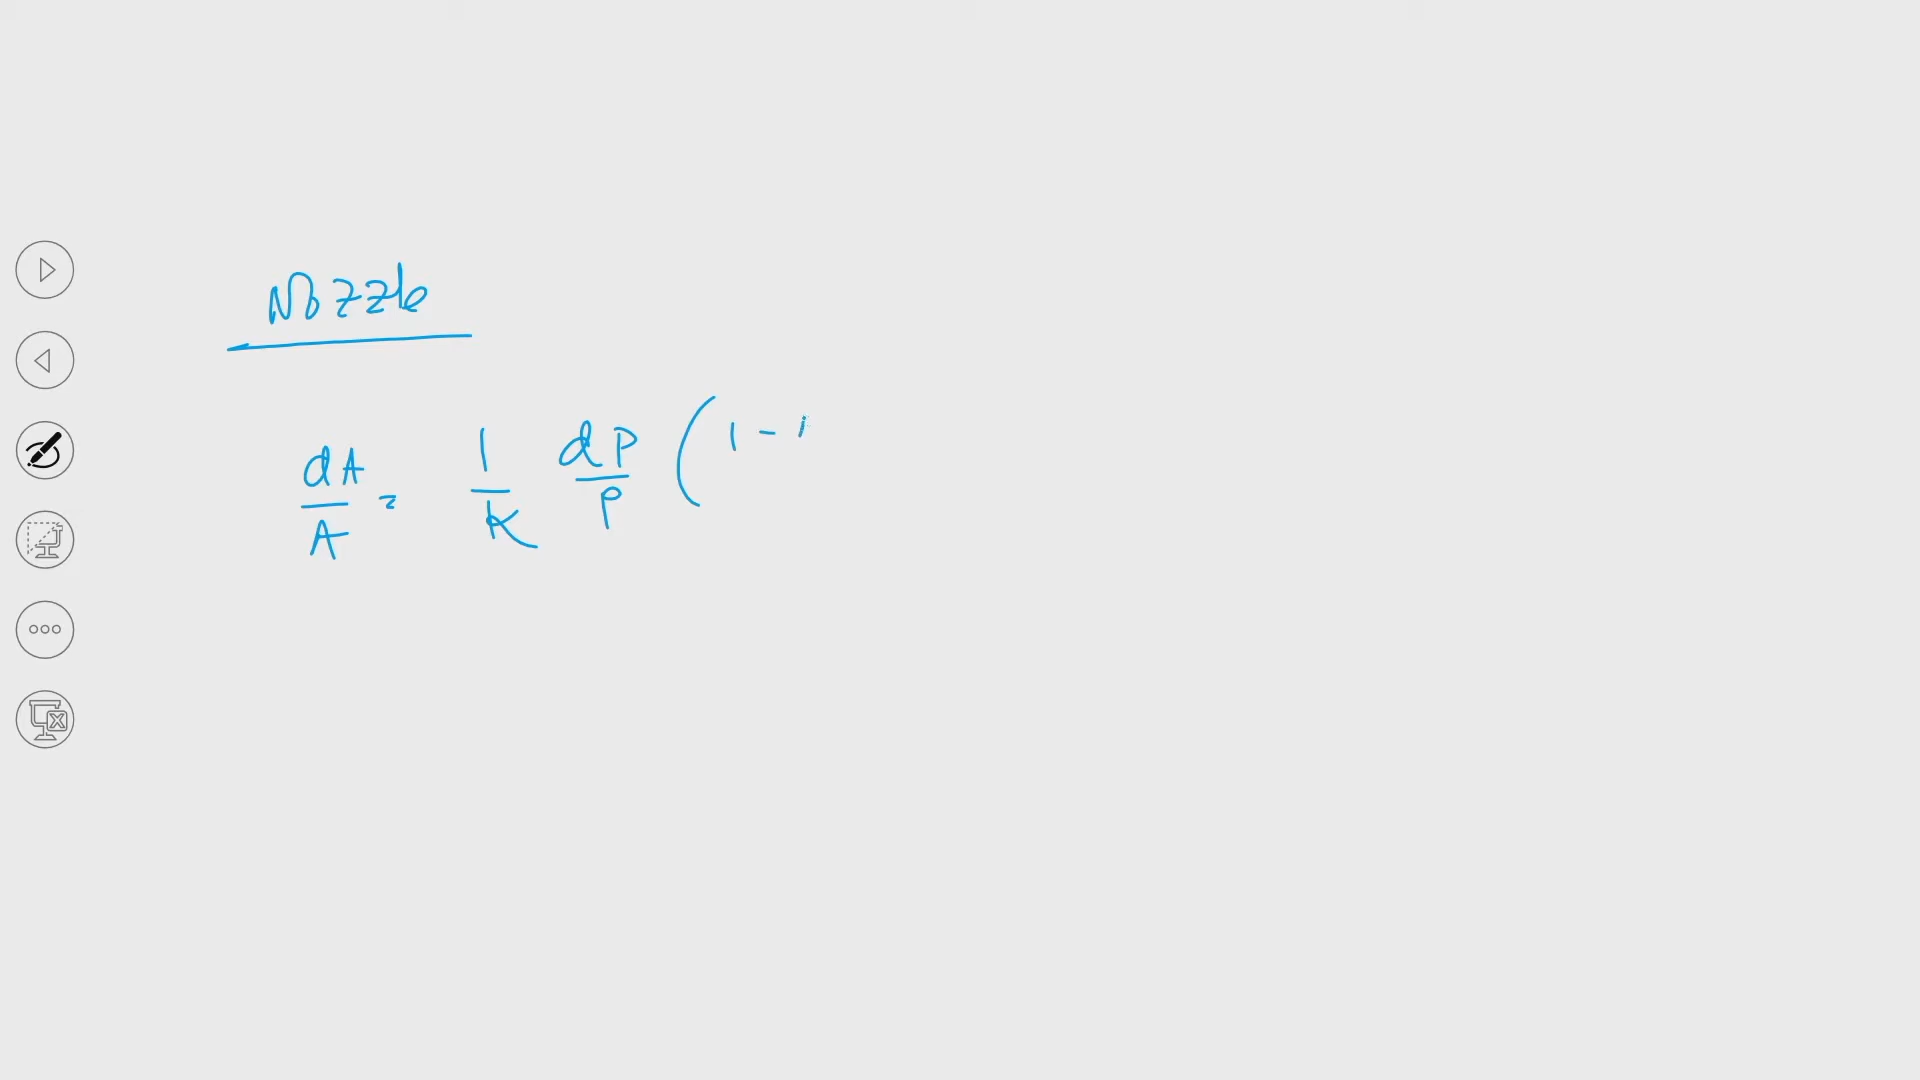 Nozzle
dA/A = 1/K dP/P (1 -